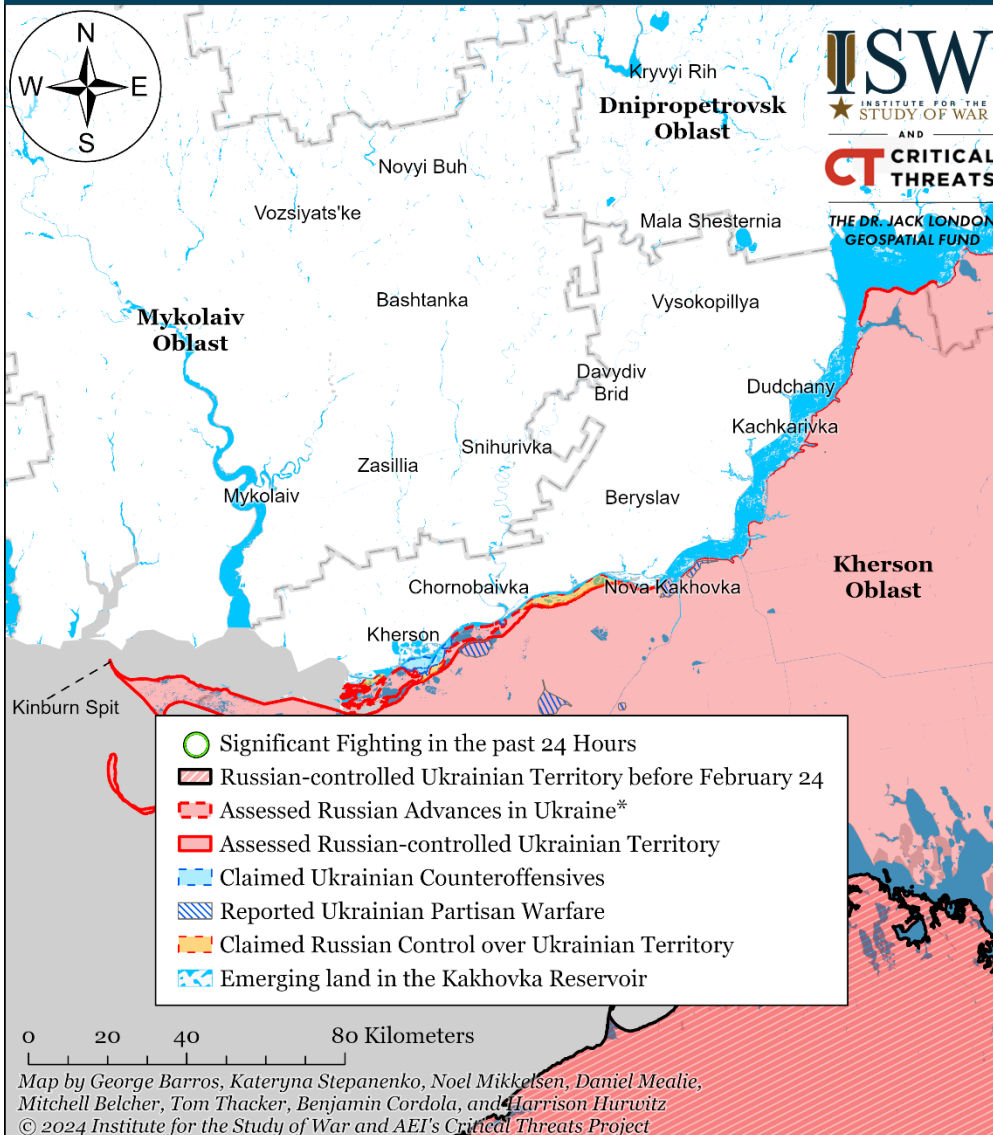 N
W
E
S
ISW
INSTITUTE FOR THE
STUDY OF WAR
AND
CT CRITICAL
THREATS
THE DR. JACK LONDON
GEOSPATIAL FUND
Kryvyi Rih
Dnipropetrovsk
Oblast
Novyi Buh
Vozsiyats'ke
Mala Shesternia
Bashtanka
Vysokopillya
Mykolaiv
Oblast
Davydiv
Brid
Dudchany
Kachkarivka
Snihurivka
Zasillia
Mykolaiv
Beryslav
Kherson
Oblast
Chornobaivka
Nova Kakhovka
Kherson
Kinburn Spit
Significant Fighting in the past 24 Hours
Russian-controlled Ukrainian Territory before February 24
Assessed Russian Advances in Ukraine*
Assessed Russian-controlled Ukrainian Territory
Claimed Ukrainian Counteroffensives
Reported Ukrainian Partisan Warfare
Claimed Russian Control over Ukrainian Territory
Emerging land in the Kakhovka Reservoir
0 20 40 80 Kilometers
Map by George Barros, Kateryna Stepanenko, Noel Mikkelsen, Daniel Mealie,
Mitchell Belcher, Tom Thacker, Benjamin Cordola, and Harrison Hurwitz
© 2024 Institute for the Study of War and AEI's Critical Threats Project